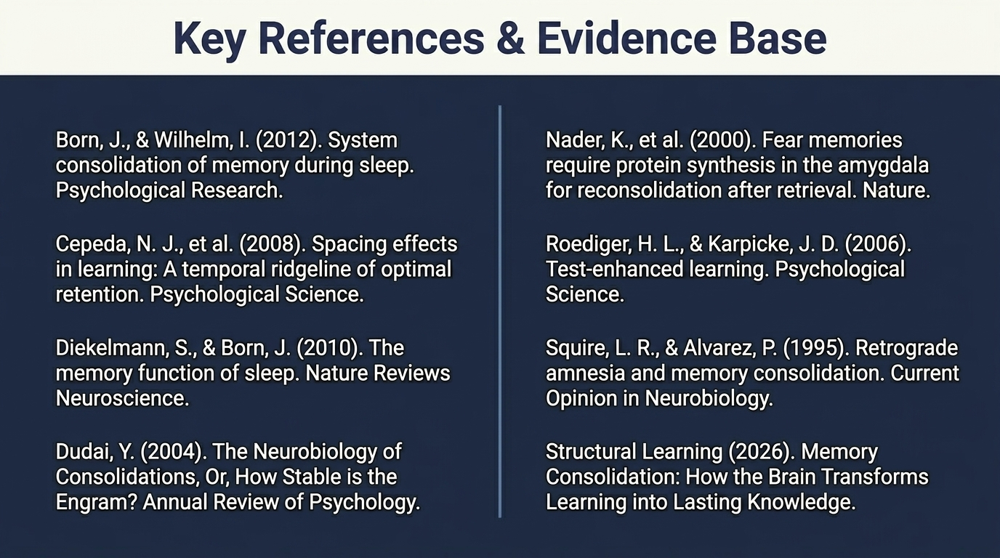 Key References & Evidence Base
Born, J., & Wilhelm, I. (2012). System
consolidation of memory during sleep.
Psychological Research.
Cepeda, N. J., et al. (2008). Spacing effects
in learning: A temporal ridgeline of optimal
retention. Psychological Science.
Diekelmann, S., & Born, J. (2010). The
memory function of sleep. Nature Reviews
Neuroscience.
Dudai, Y. (2004). The Neurobiology of
Consolidations, Or, How Stable is the
Engram? Annual Review of Psychology.
Nader, K., et al. (2000). Fear memories
require protein synthesis in the amygdala
for reconsolidation after retrieval. Nature.
Roediger, H. L., & Karpicke, J. D. (2006).
Test-enhanced learning. Psychological
Science.
Squire, L. R., & Alvarez, P. (1995). Retrograde
amnesia and memory consolidation. Current
Opinion in Neurobiology.
Structural Learning (2026). Memory
Consolidation: How the Brain Transforms
Learning into Lasting Knowledge.